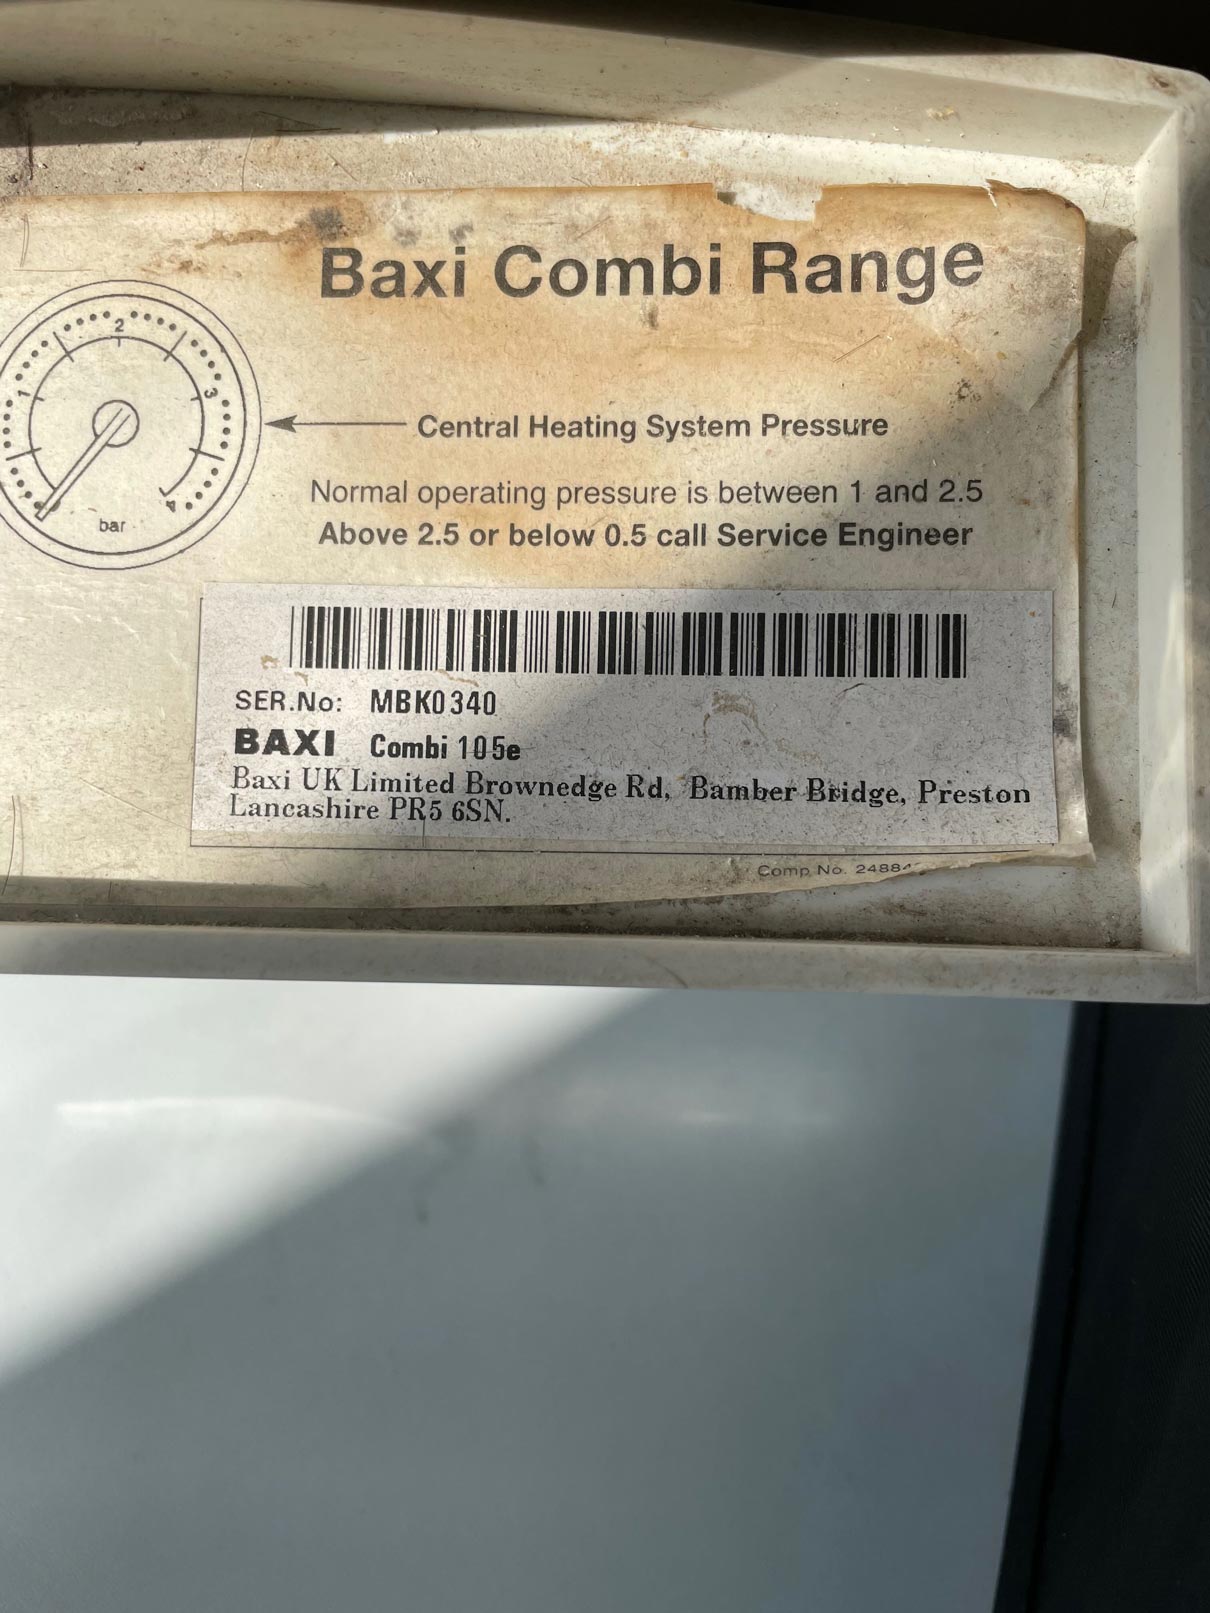 Baxi Combi Range
1
2
3
4
bar
Central Heating System Pressure
Normal operating pressure is between 1 and 2.5
Above 2.5 or below 0.5 call Service Engineer
SER.No: MBK0340
BAXI Combi 105e
Baxi UK Limited Brownedge Rd, Bamber Bridge, Preston
Lancashire PR5 6SN.
Comp No.